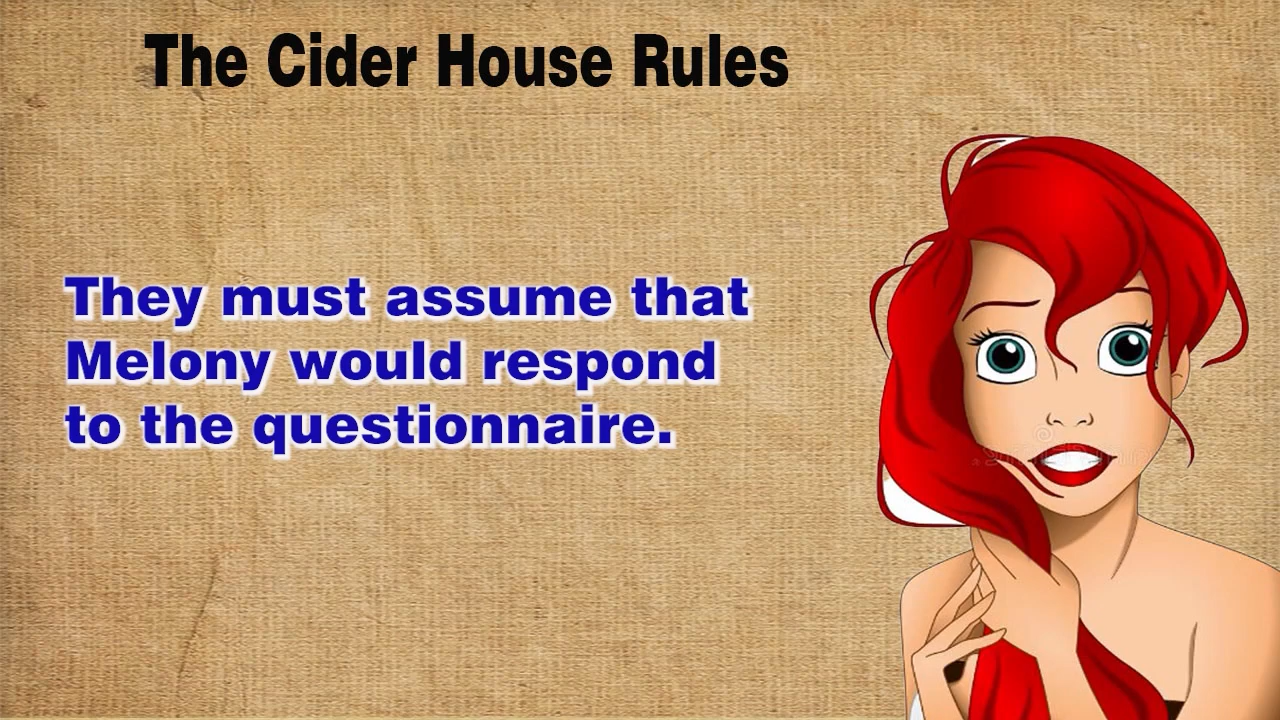 The Cider House Rules
They must assume that
Melony would respond
to the questionnaire.